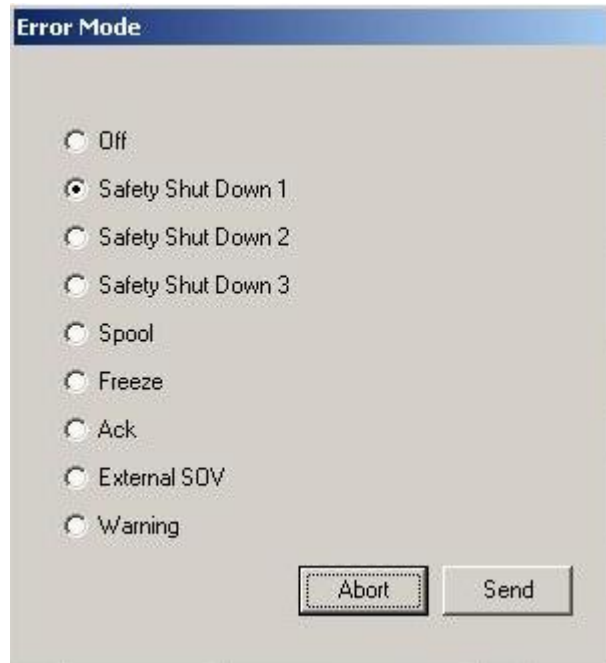 Error Mode
Off
Safety Shut Down 1
Safety Shut Down 2
Safety Shut Down 3
Spool
Freeze
Ack
External SOV
Warning
Abort Send